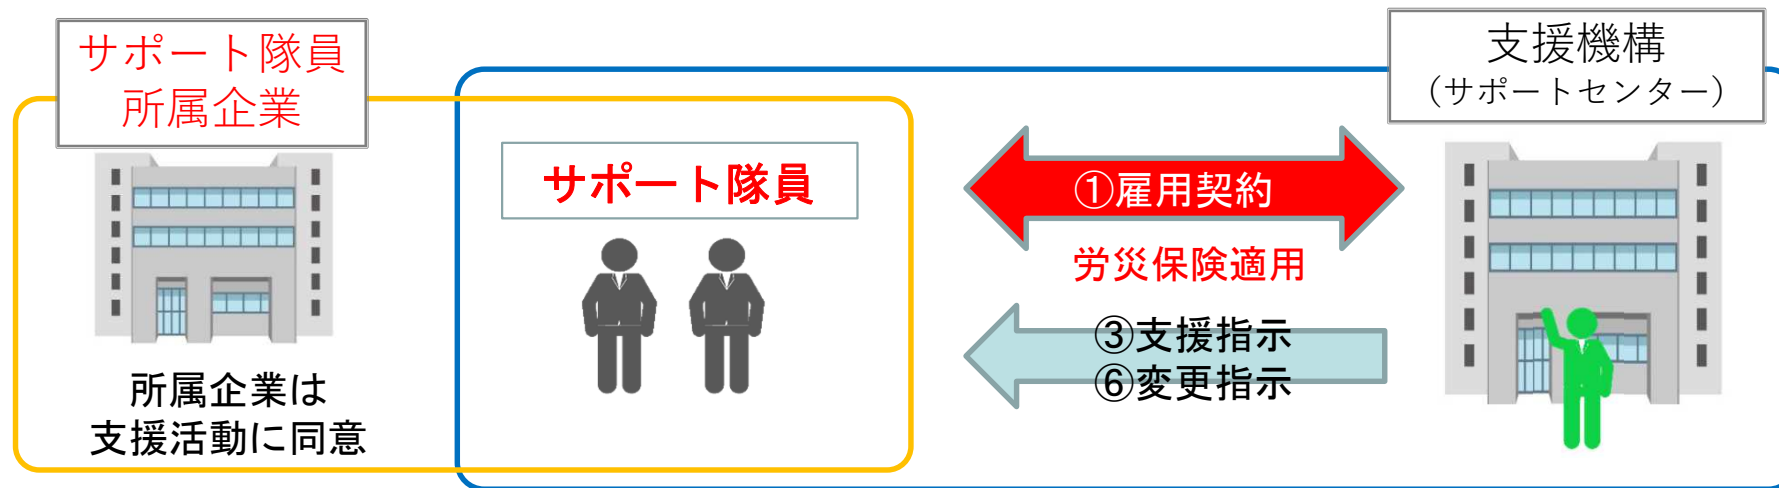 サポート隊員
所属企業
所属企業は
支援活動に同意
サポート隊員
①雇用契約
労災保険適用
③支援指示
⑥変更指示
支援機構
（サポートセンター）